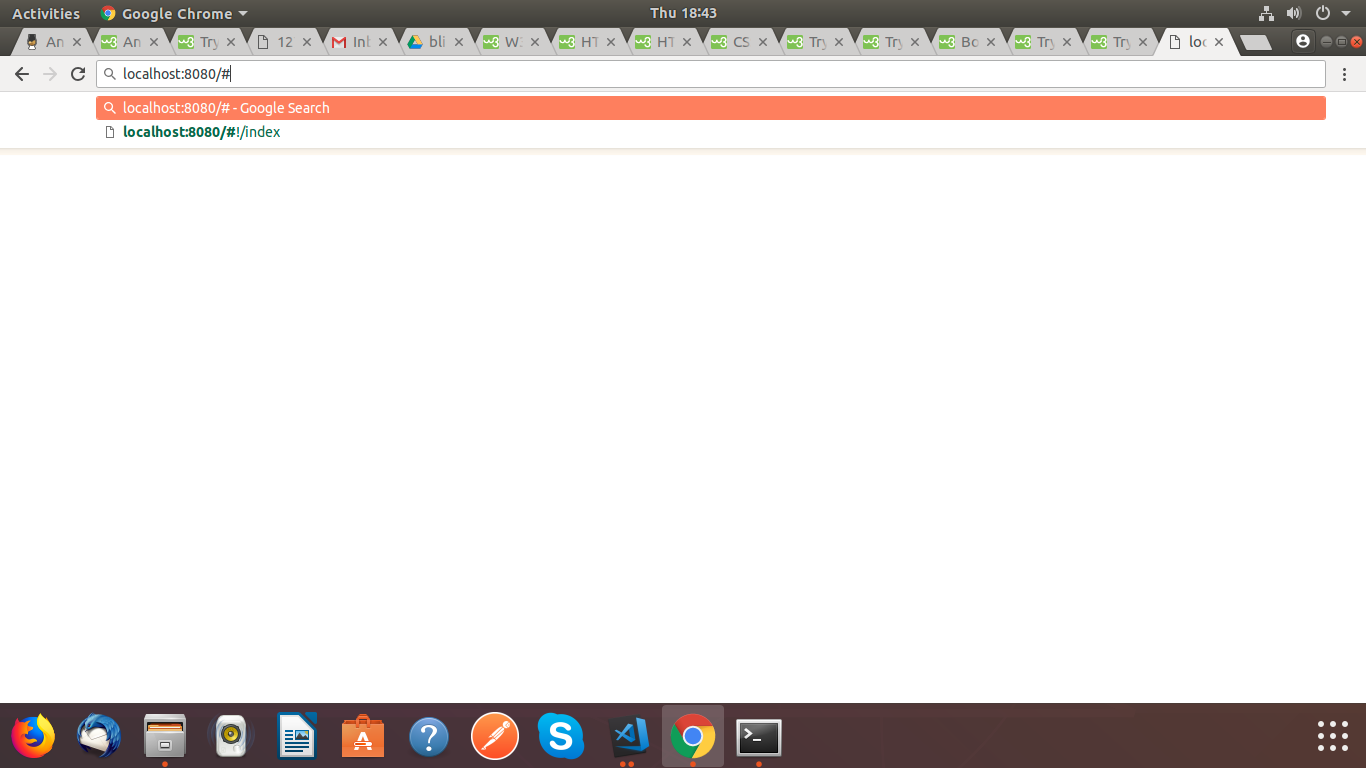 Activities Google Chrome Thu 18:43
An An Try 12 Int bli W3 HT HT CS Try Try Bo Try Try loc
localhost:8080/#
localhost:8080/# - Google Search
localhost:8080/#!/index